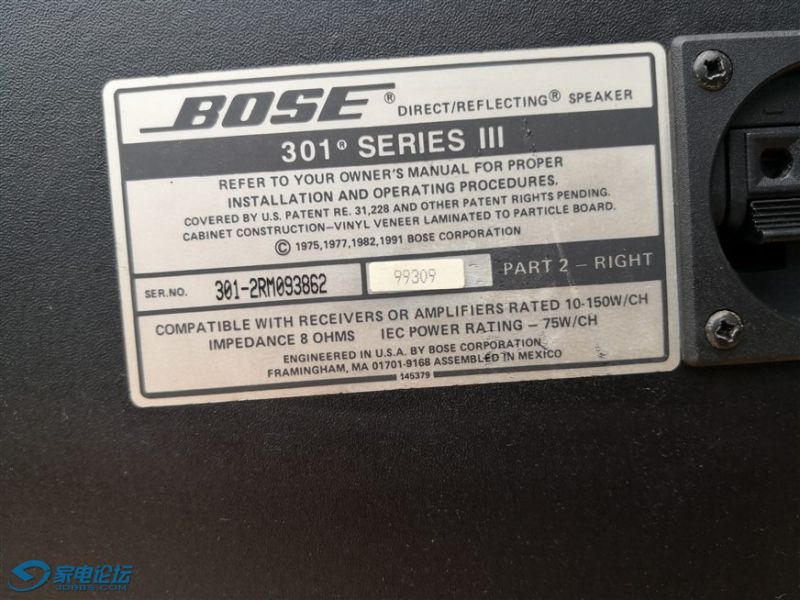 BOSE® DIRECT/REFLECTING® SPEAKER
301® SERIES III
REFER TO YOUR OWNER'S MANUAL FOR PROPER
INSTALLATION AND OPERATING PROCEDURES.
COVERED BY U.S. PATENT RE. 31,228 AND OTHER PATENT RIGHTS PENDING.
CABINET CONSTRUCTION–VINYL VENEER LAMINATED TO PARTICLE BOARD.
© 1975,1977,1982,1991 BOSE CORPORATION
SER.NO. 301-2RM093862 99309 PART 2 – RIGHT
COMPATIBLE WITH RECEIVERS OR AMPLIFIERS RATED 10-150W/CH
IMPEDANCE 8 OHMS IEC POWER RATING – 75W/CH
ENGINEERED IN U.S.A. BY BOSE CORPORATION
FRAMINGHAM, MA 01701-9168 ASSEMBLED IN MEXICO
145379
家电论坛
JDBBS.COM